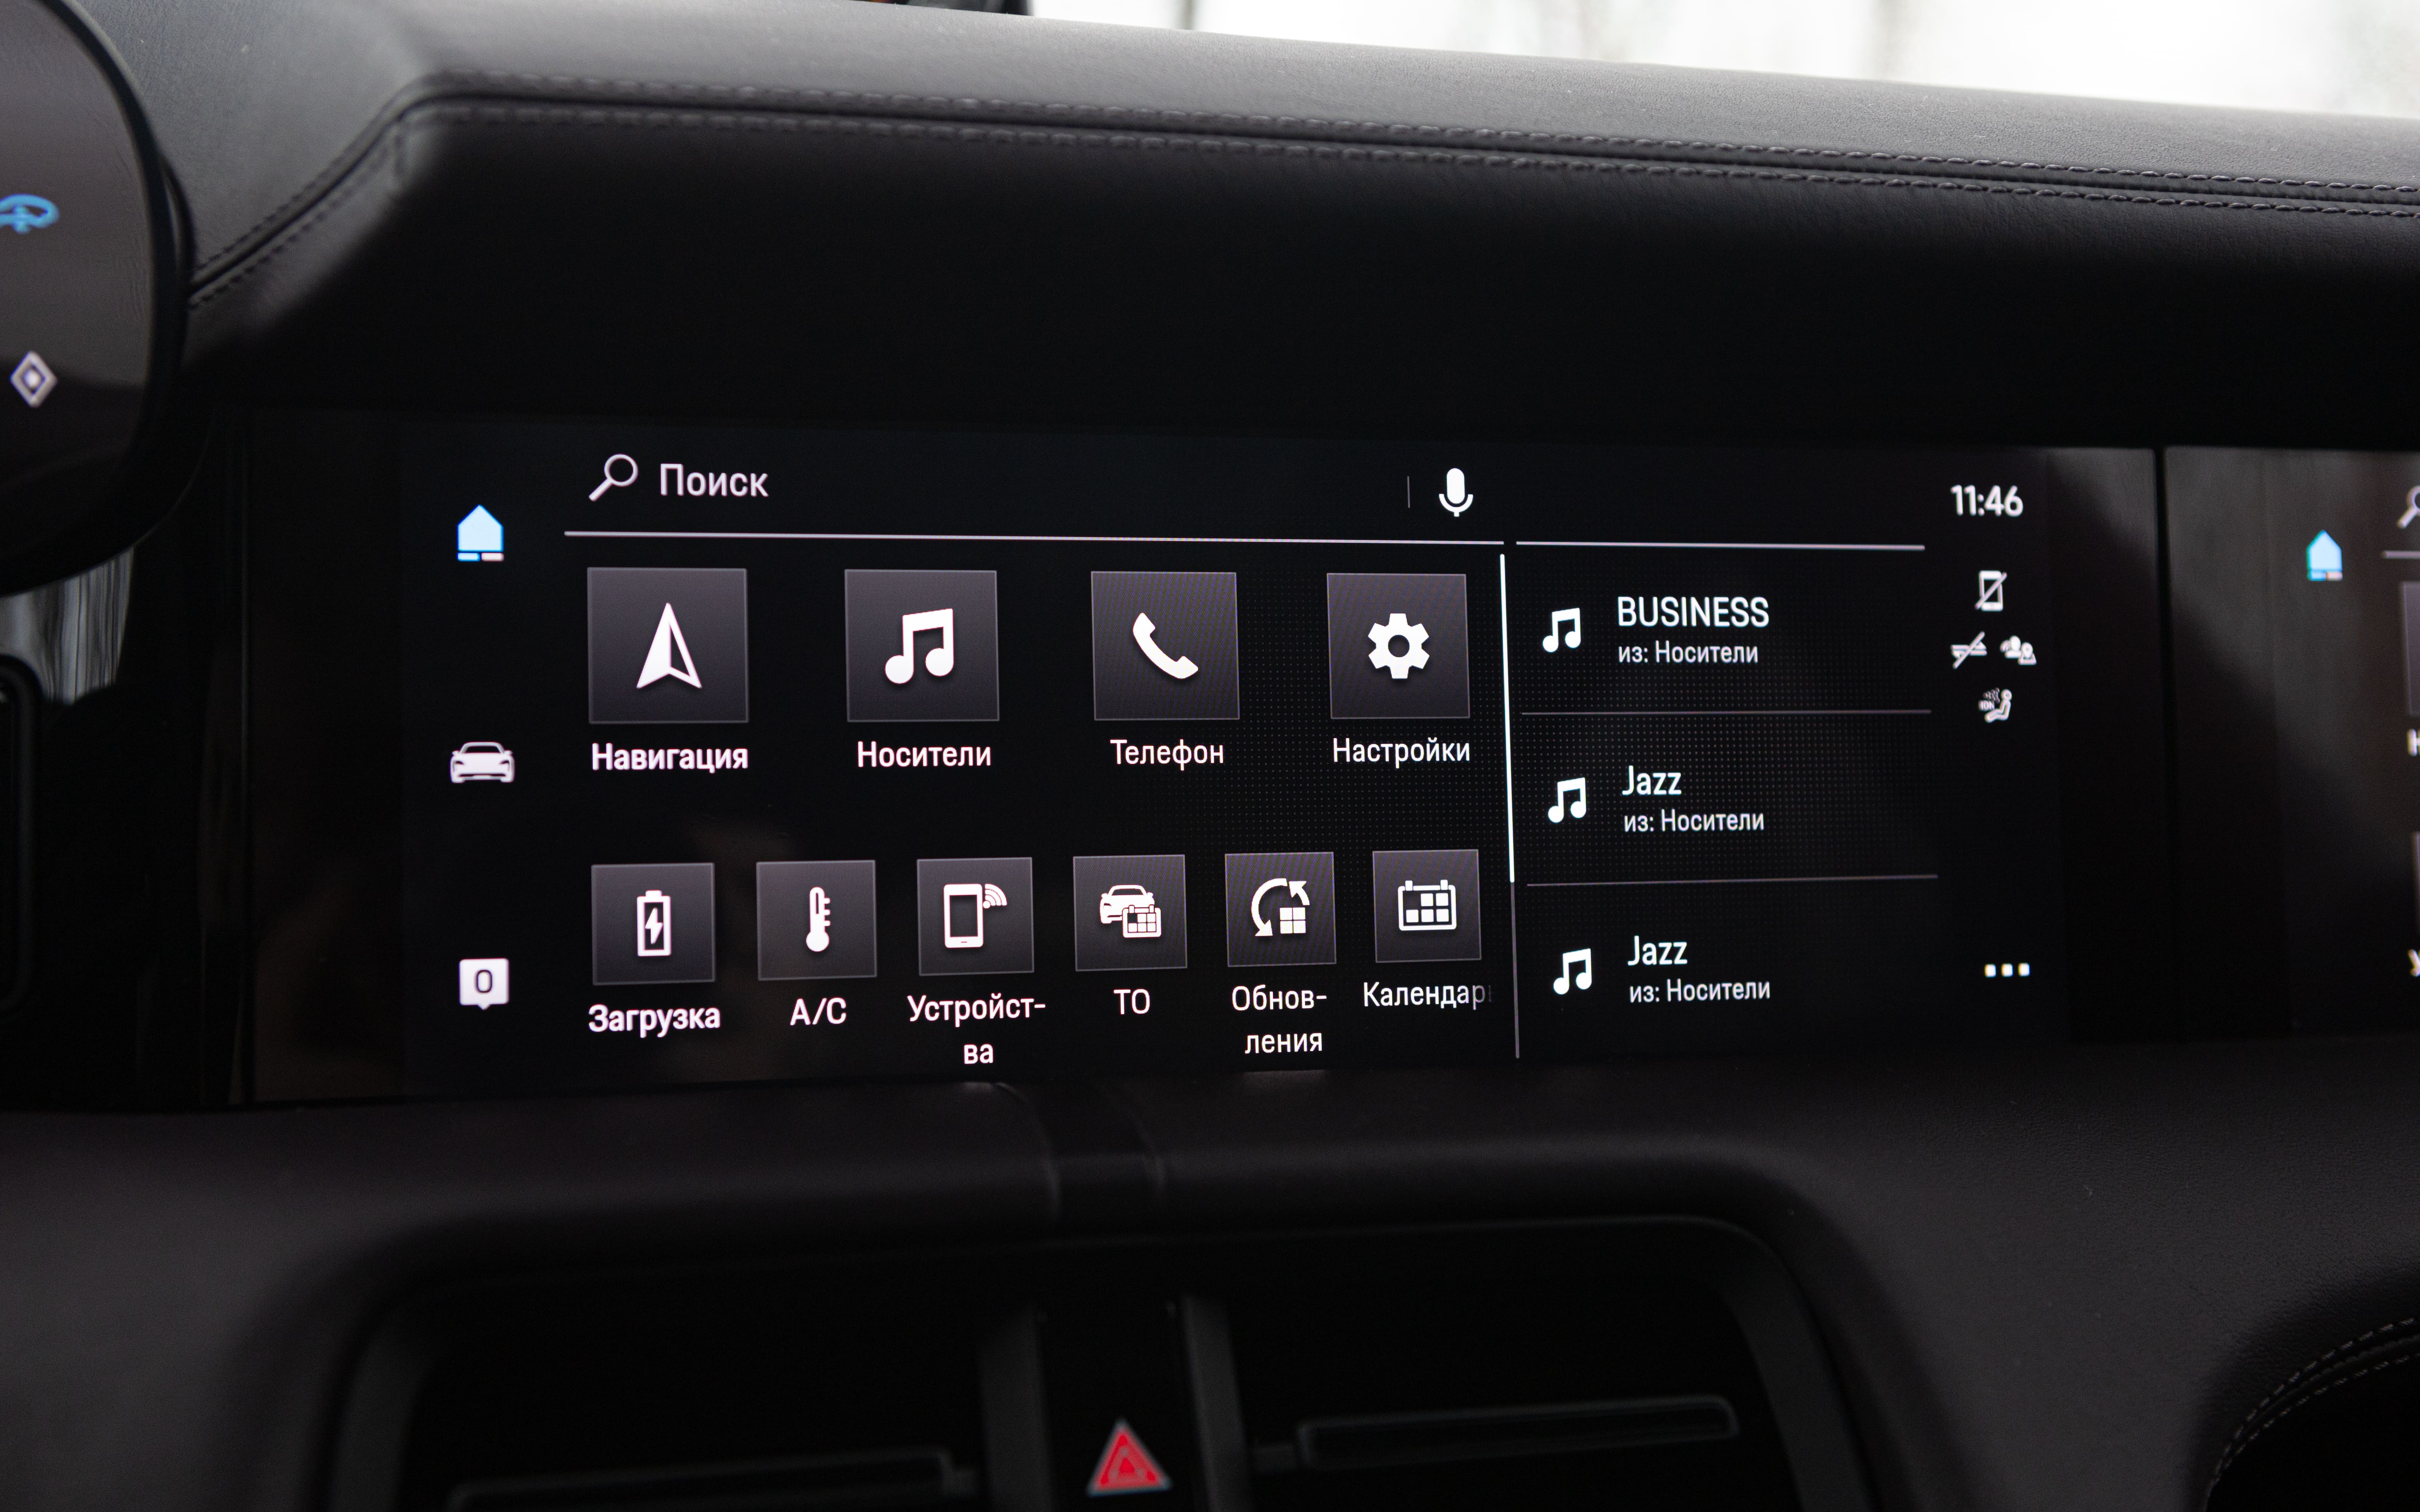 Поиск
11:46
Навигация
Носители
Телефон
Настройки
BUSINESS
из: Носители
Jazz
из: Носители
Jazz
из: Носители
0
Загрузка
A/C
Устройст-
ва
ТО
Обнов-
ления
Календар